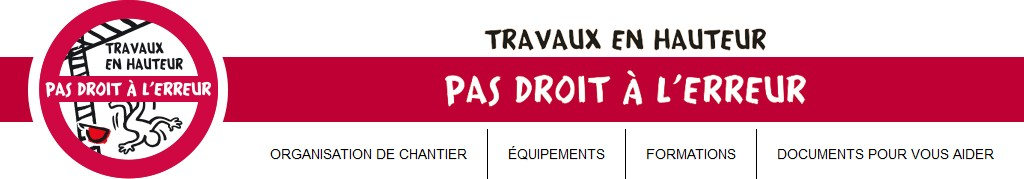 TRAVAUX
EN HAUTEUR
PAS DROIT À L'ERREUR
TRAVAUX EN HAUTEUR
PAS DROIT À L'ERREUR
ORGANISATION DE CHANTIER
ÉQUIPEMENTS
FORMATIONS
DOCUMENTS POUR VOUS AIDER